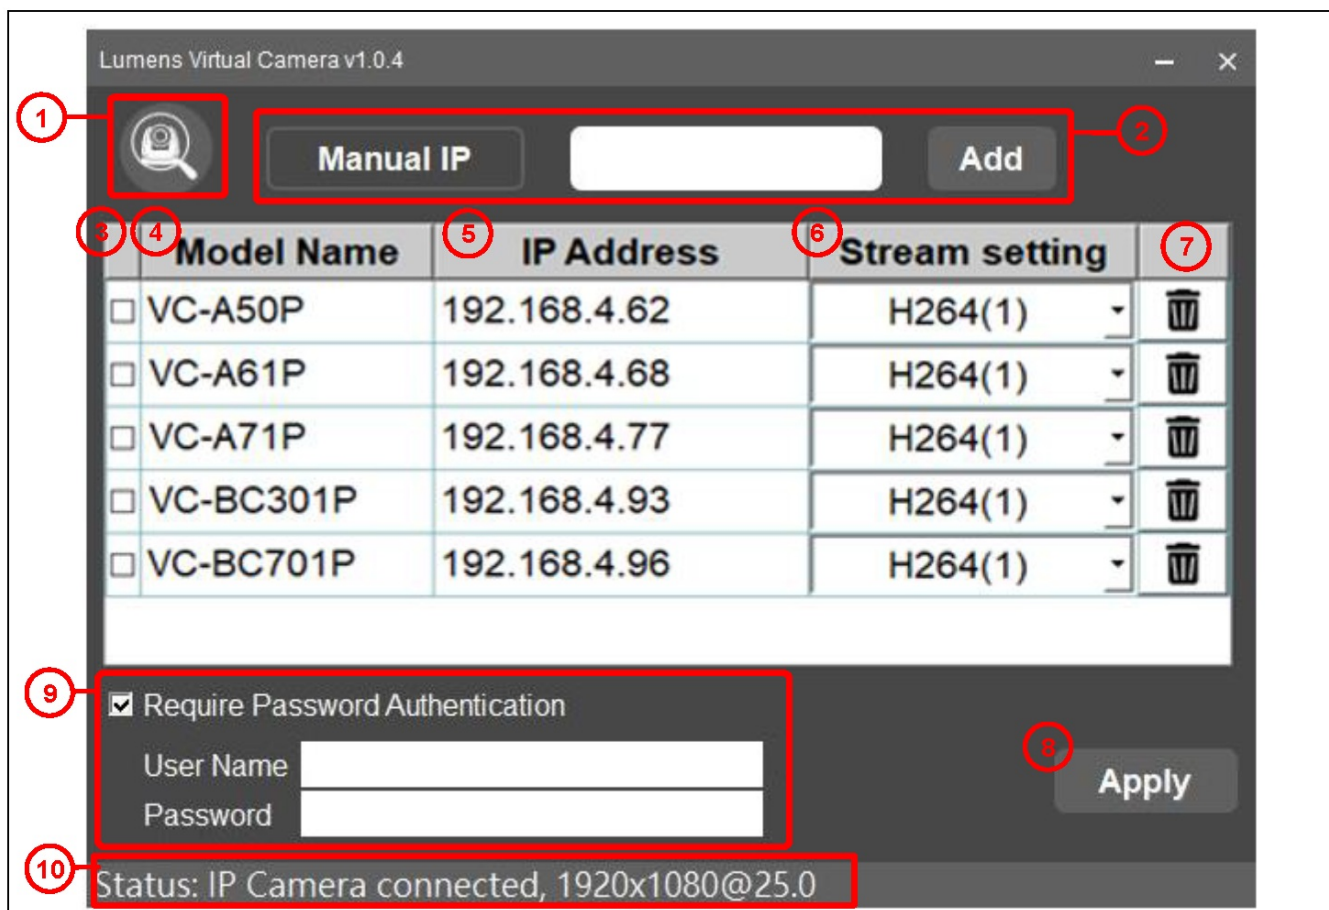 Lumens Virtual Camera v1.0.4
1
Manual IP Add 2
3 4 Model Name 5 IP Address 6 Stream setting 7
VC-A50P 192.168.4.62 H264(1)
VC-A61P 192.168.4.68 H264(1)
VC-A71P 192.168.4.77 H264(1)
VC-BC301P 192.168.4.93 H264(1)
VC-BC701P 192.168.4.96 H264(1)
9 Require Password Authentication
User Name
8
Apply
Password
10 Status: IP Camera connected, 1920x1080@25.0